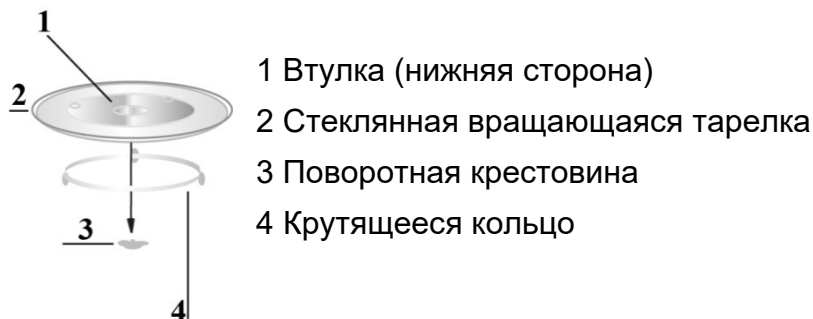 1
2
3
4
1 Втулка (нижняя сторона)
2 Стеклянная вращающаяся тарелка
3 Поворотная крестовина
4 Крутящееся кольцо